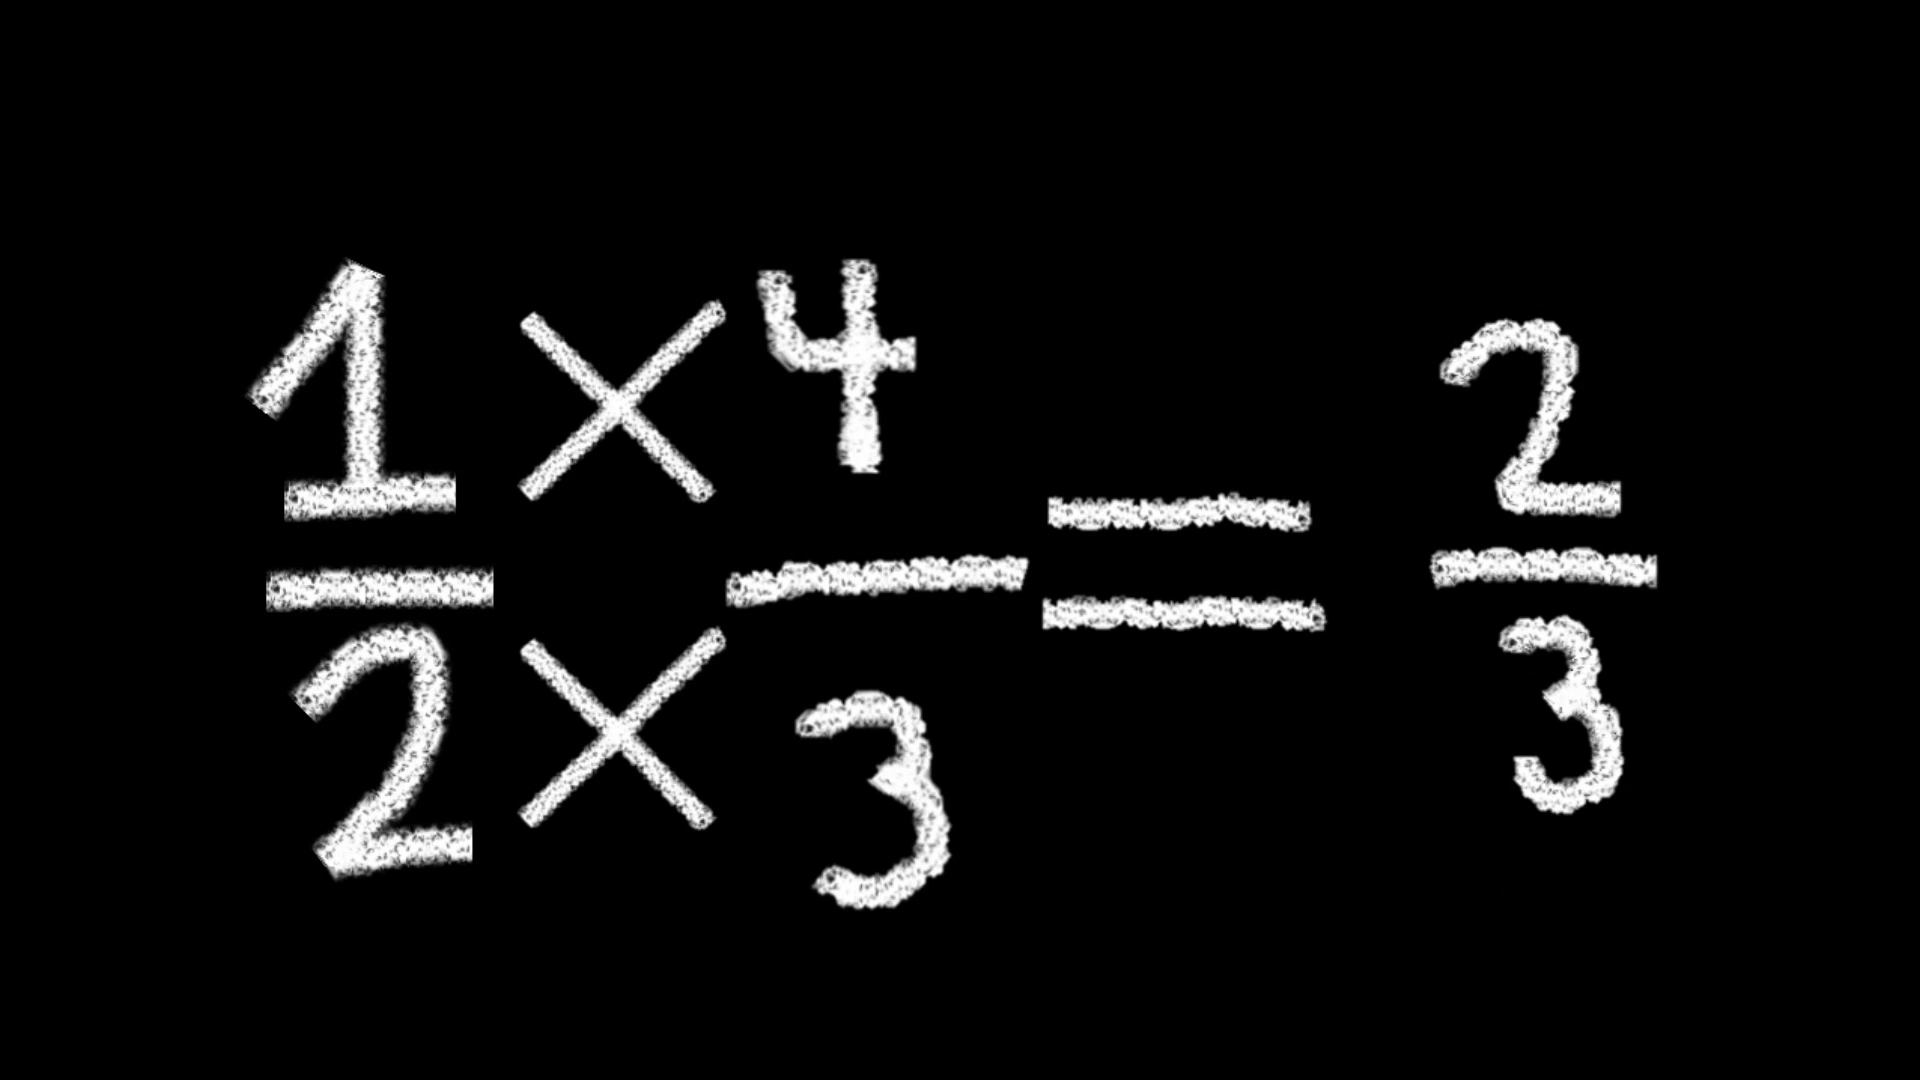 1 × 4 = 2
2 × 3   3